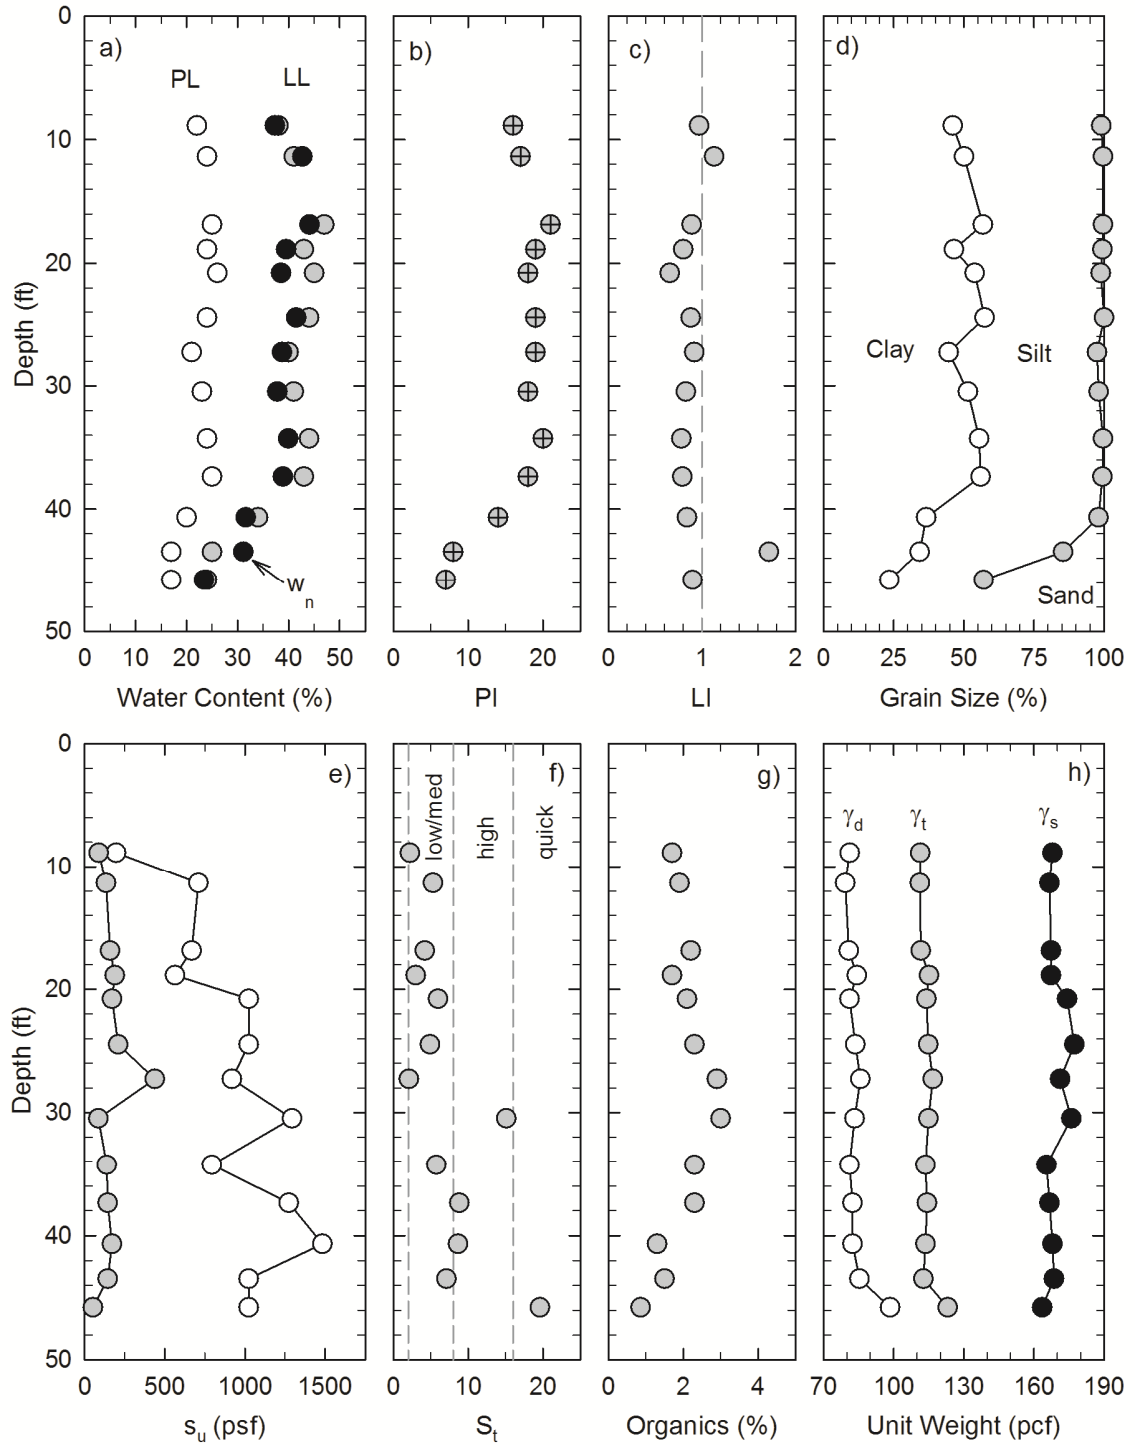 0
10
20
30
40
50
Depth (ft)
a)
PL
LL
w n
0 10 20 30 40 50
Water Content (%)
b)
0 10 20
PI
c)
0 1 2
LI
d)
Clay
Silt
Sand
0 25 50 75 100
Grain Size (%)
0
10
20
30
40
50
Depth (ft)
e)
0 500 1000 1500
s u (psf)
f)
low/med
high
quick
0 10 20
S t
g)
0 2 4
Organics (%)
h)
γ d
γ t
γ s
70 100 130 160 190
Unit Weight (pcf)